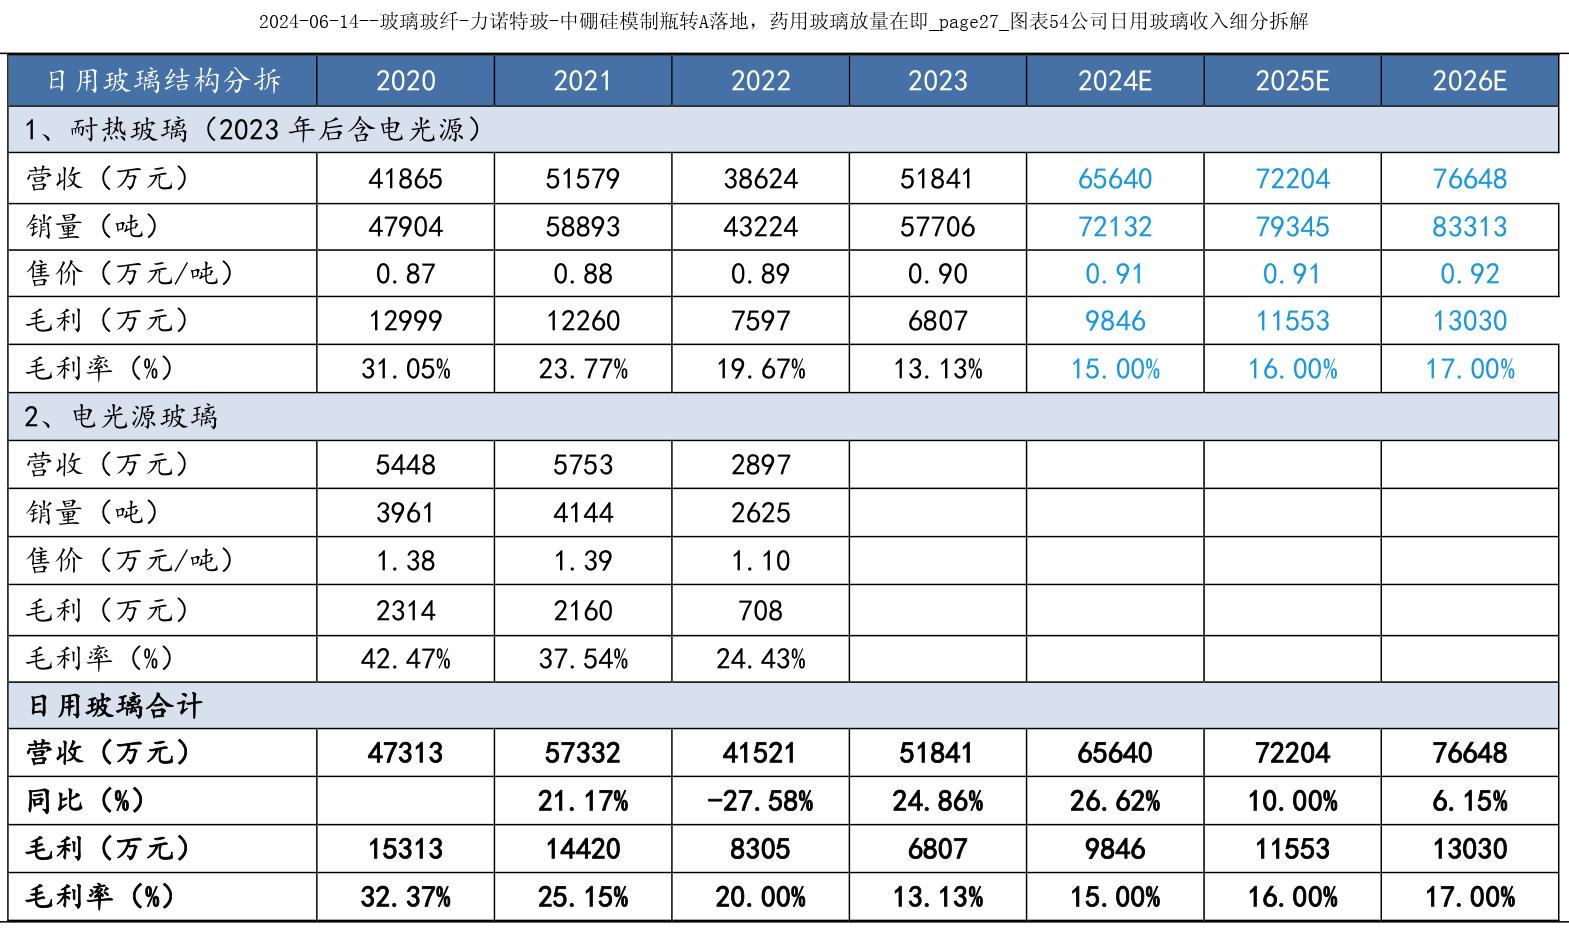 2024-06-14--玻璃玻纤-力诺特玻-中硼硅模制瓶转A落地，药用玻璃放量在即_page27_图表54公司日用玻璃收入细分拆解
日用玻璃结构分拆 2020 2021 2022 2023 2024E 2025E 2026E
1、耐热玻璃（2023 年后含电光源）
营收（万元） 41865 51579 38624 51841 65640 72204 76648
销量（吨） 47904 58893 43224 57706 72132 79345 83313
售价（万元/吨） 0.87 0.88 0.89 0.90 0.91 0.91 0.92
毛利（万元） 12999 12260 7597 6807 9846 11553 13030
毛利率（%） 31.05% 23.77% 19.67% 13.13% 15.00% 16.00% 17.00%
2、电光源玻璃
营收（万元） 5448 5753 2897
销量（吨） 3961 4144 2625
售价（万元/吨） 1.38 1.39 1.10
毛利（万元） 2314 2160 708
毛利率（%） 42.47% 37.54% 24.43%
日用玻璃合计
营收（万元） 47313 57332 41521 51841 65640 72204 76648
同比（%） 21.17% -27.58% 24.86% 26.62% 10.00% 6.15%
毛利（万元） 15313 14420 8305 6807 9846 11553 13030
毛利率（%） 32.37% 25.15% 20.00% 13.13% 15.00% 16.00% 17.00%